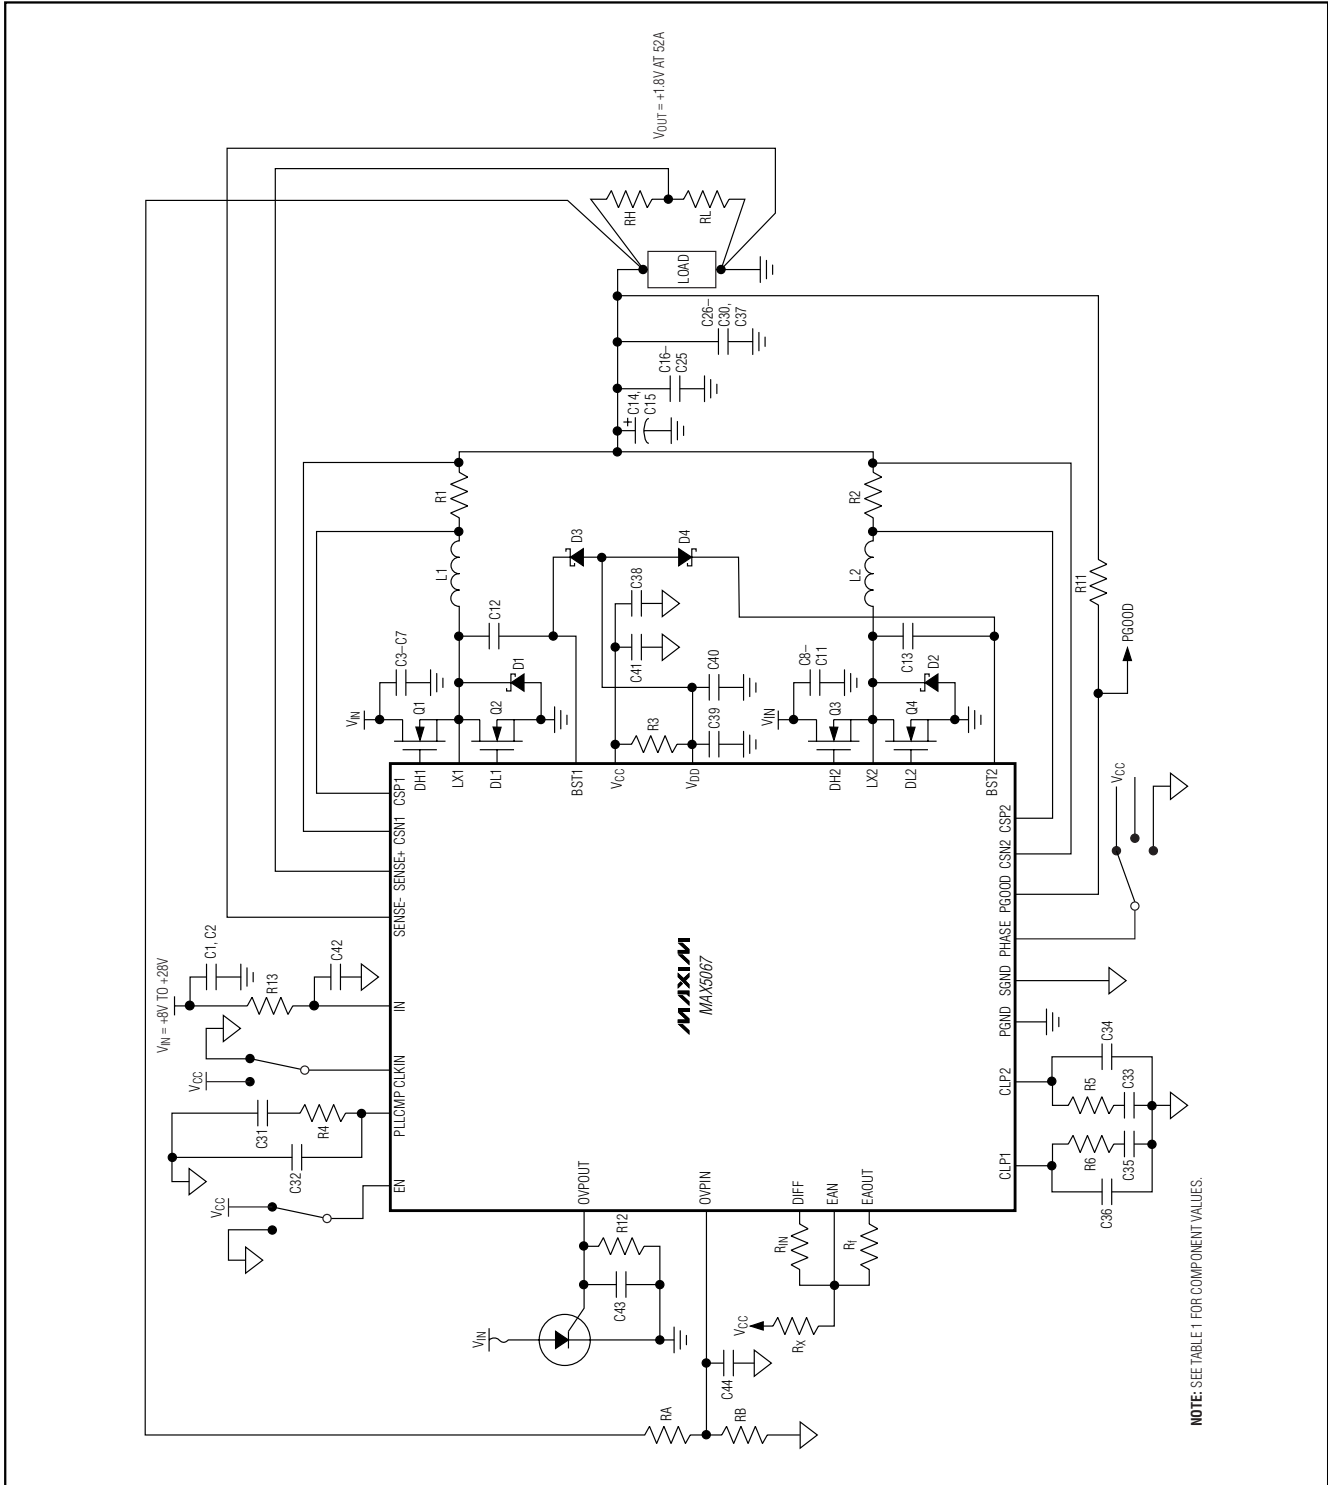 VOUT = +1.8V AT 52A
RH
RL
LOAD
C26–
C30,
C37
C16–
C25
+
C14,
C15
R1
R2
R11
PGOOD
L1
L2
D3
D4
C12
C38
C41
C13
VIN
C3–C7
Q1
Q2
D1
R3
C40
C39
VIN
C8–
C11
Q3
Q4
D2
DH1
LX1
DL1
BST1
VCC
VDD
DH2
LX2
DL2
BST2
CSP1
CSN1
SENSE+
SENSE-
IN
CLKIN
PLLCMP
EN
VIN = +8V TO +28V
C1, C2
R13
C42
VCC
C31
R4
C32
VCC
MAXIM
MAX5067
CSP2
CSN2
PGOOD
PHASE
SGND
PGND
CLP2
CLP1
VCC
C34
R5
C33
R6
C35
C36
OVPOUT
OVPIN
DIFF
EAN
EAOUT
R12
C43
VIN
RIN
Rf
VCC
RX
C44
RA
RB
NOTE: SEE TABLE 1 FOR COMPONENT VALUES.